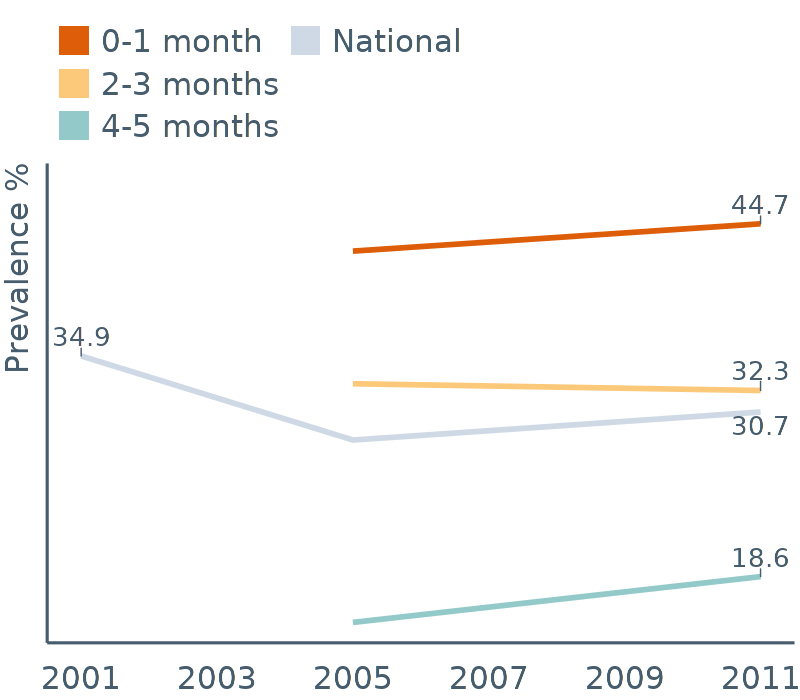 0-1 month
National
2-3 months
4-5 months
Prevalence %
44.7
34.9
32.3
30.7
18.6
2001 2003 2005 2007 2009 2011